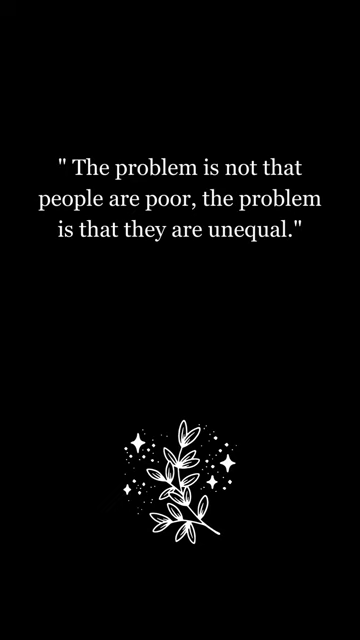 " The problem is not that
people are poor, the problem
is that they are unequal."